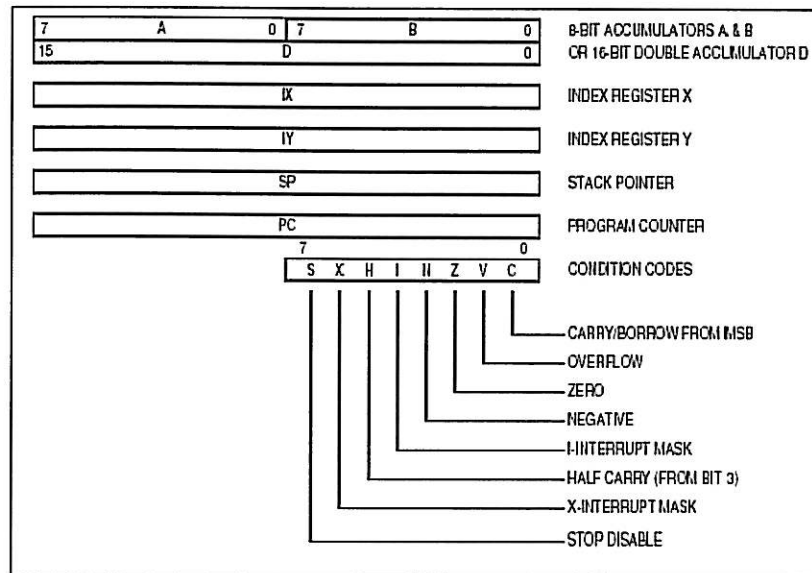 7 A 0 7 B 0 8-BIT ACCUMULATORS A & B
15 D 0 OR 16-BIT DOUBLE ACCUMULATOR D
IX INDEX REGISTER X
IY INDEX REGISTER Y
SP STACK POINTER
PC PROGRAM COUNTER
7 0
S X H I N Z V C CONDITION CODES
CARRY/BORROW FROM MSB
OVERFLOW
ZERO
NEGATIVE
I-INTERRUPT MASK
HALF CARRY (FROM BIT 3)
X-INTERRUPT MASK
STOP DISABLE